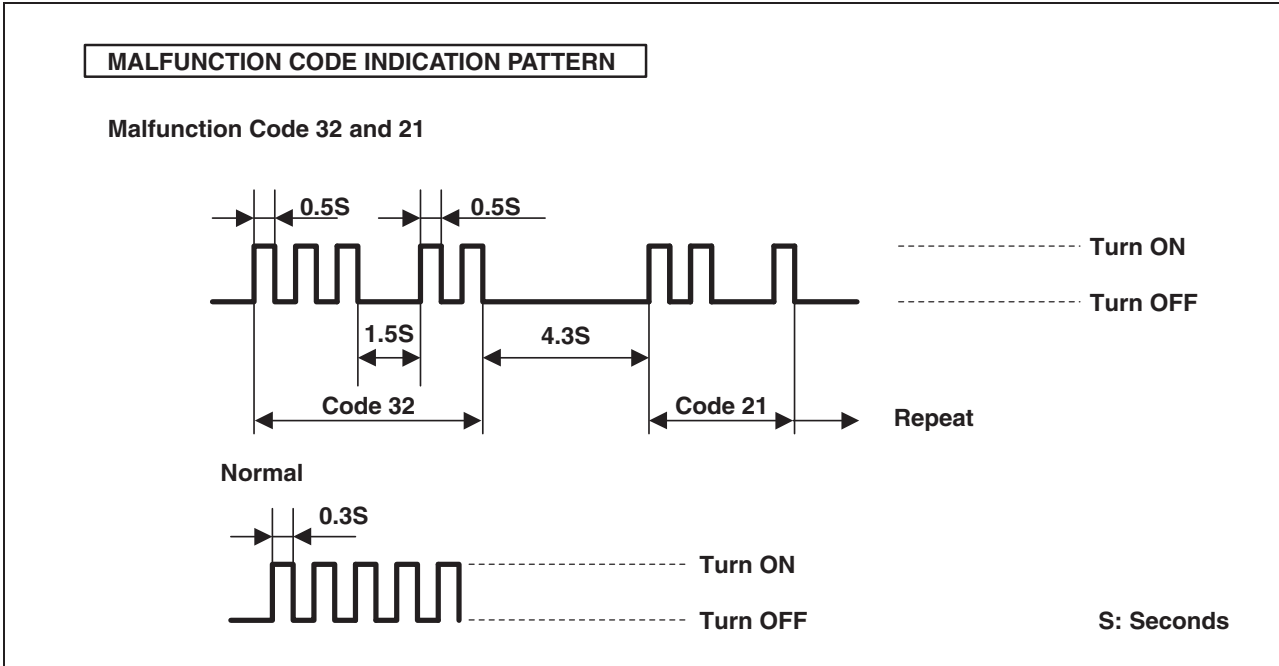 MALFUNCTION CODE INDICATION PATTERN
Malfunction Code 32 and 21
0.5S 0.5S
Turn ON
Turn OFF
1.5S 4.3S
Code 32 Code 21
Repeat
Normal
0.3S
Turn ON
Turn OFF
S: Seconds